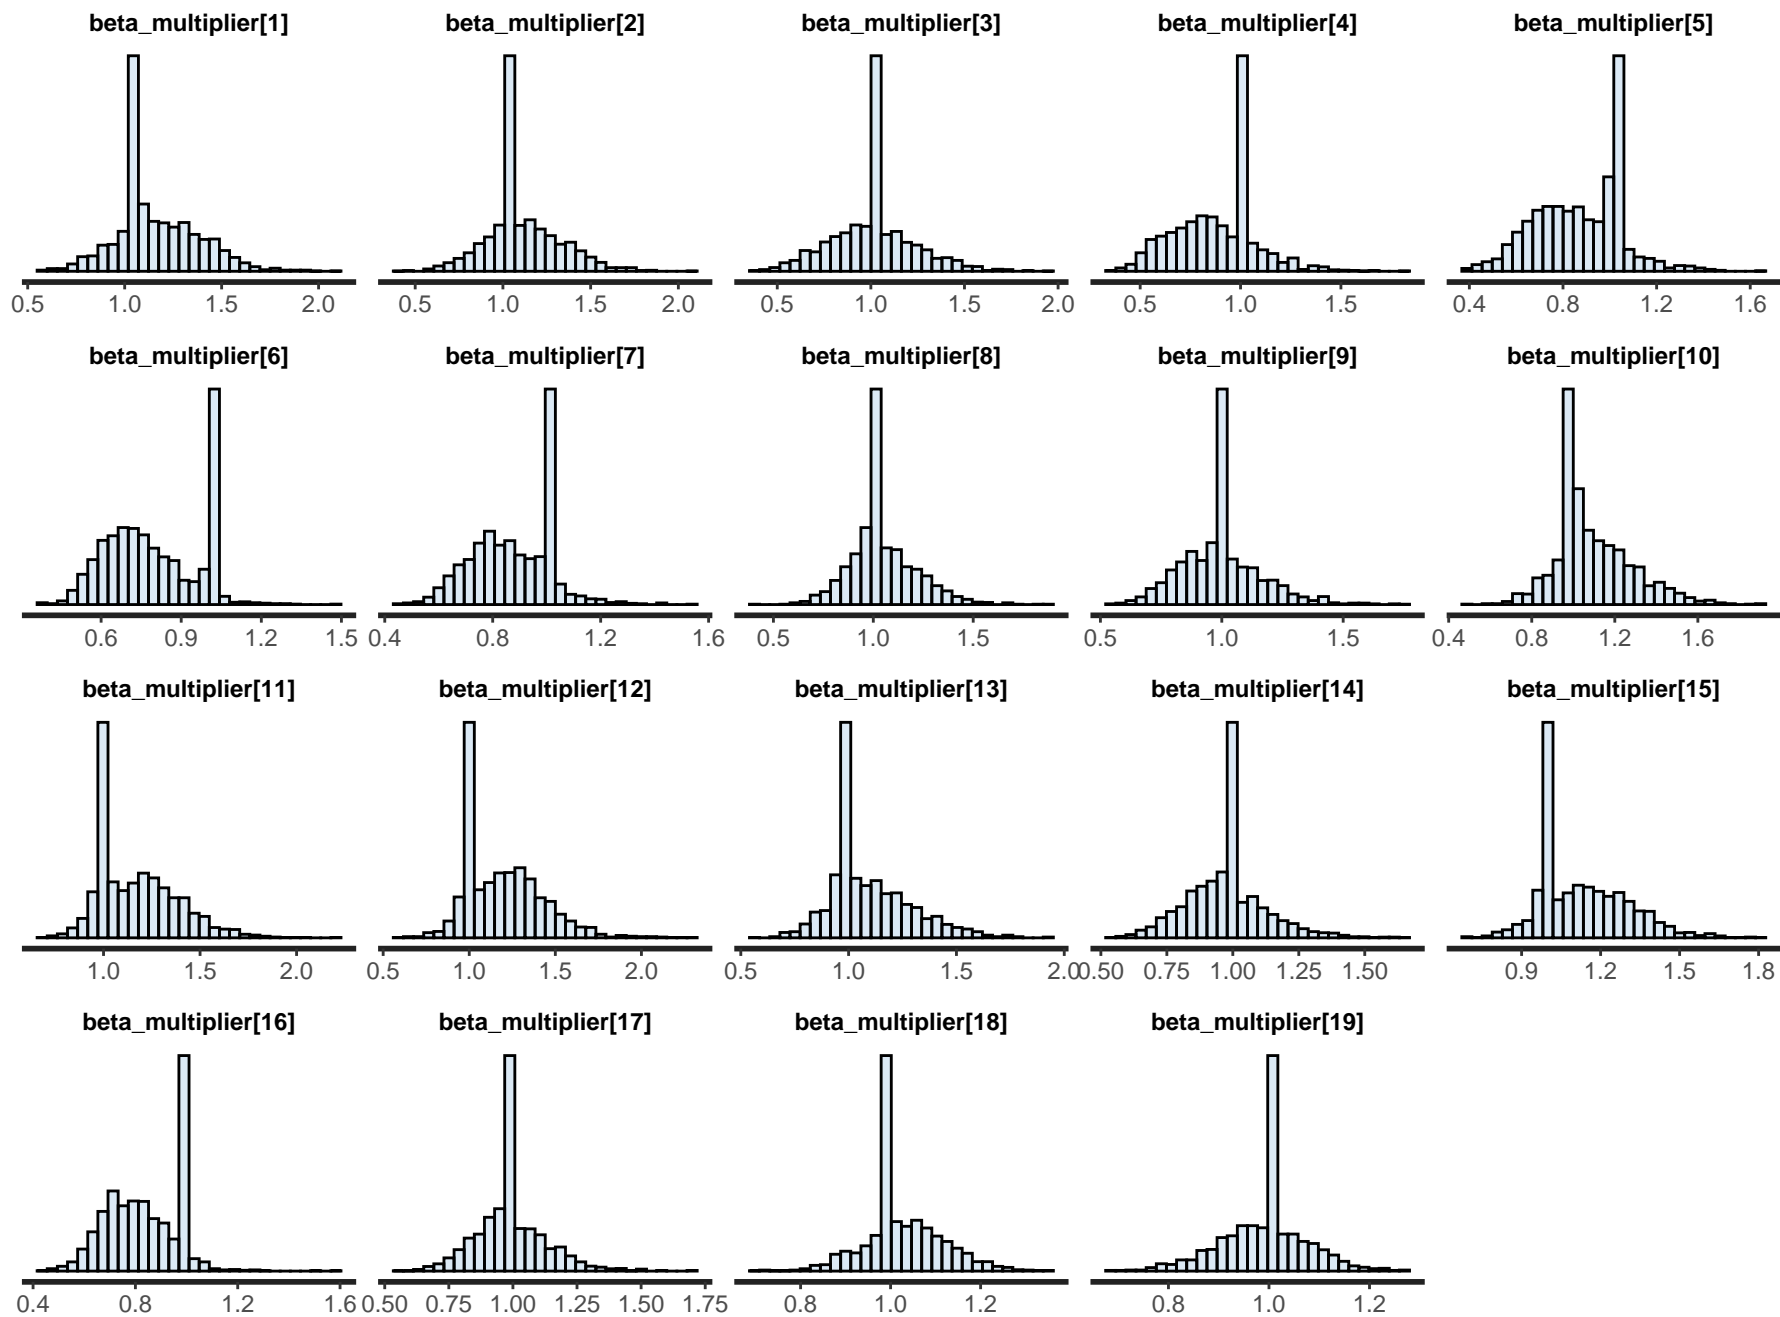 beta_multiplier[1] beta_multiplier[2] beta_multiplier[3] beta_multiplier[4] beta_multiplier[5]
0.5 1.0 1.5 2.0 0.5 1.0 1.5 2.0 0.5 1.0 1.5 2.0 0.5 1.0 1.5 0.4 0.8 1.2 1.6
beta_multiplier[6] beta_multiplier[7] beta_multiplier[8] beta_multiplier[9] beta_multiplier[10]
0.6 0.9 1.2 1.5 0.4 0.8 1.2 1.6 0.5 1.0 1.5 0.5 1.0 1.5 0.4 0.8 1.2 1.6
beta_multiplier[11] beta_multiplier[12] beta_multiplier[13] beta_multiplier[14] beta_multiplier[15]
1.0 1.5 2.0 0.5 1.0 1.5 2.0 0.5 1.0 1.5 2.0 0.50 0.75 1.00 1.25 1.50 0.9 1.2 1.5 1.8
beta_multiplier[16] beta_multiplier[17] beta_multiplier[18] beta_multiplier[19]
0.4 0.8 1.2 1.6 0.50 0.75 1.00 1.25 1.50 1.75 0.8 1.0 1.2 0.8 1.0 1.2